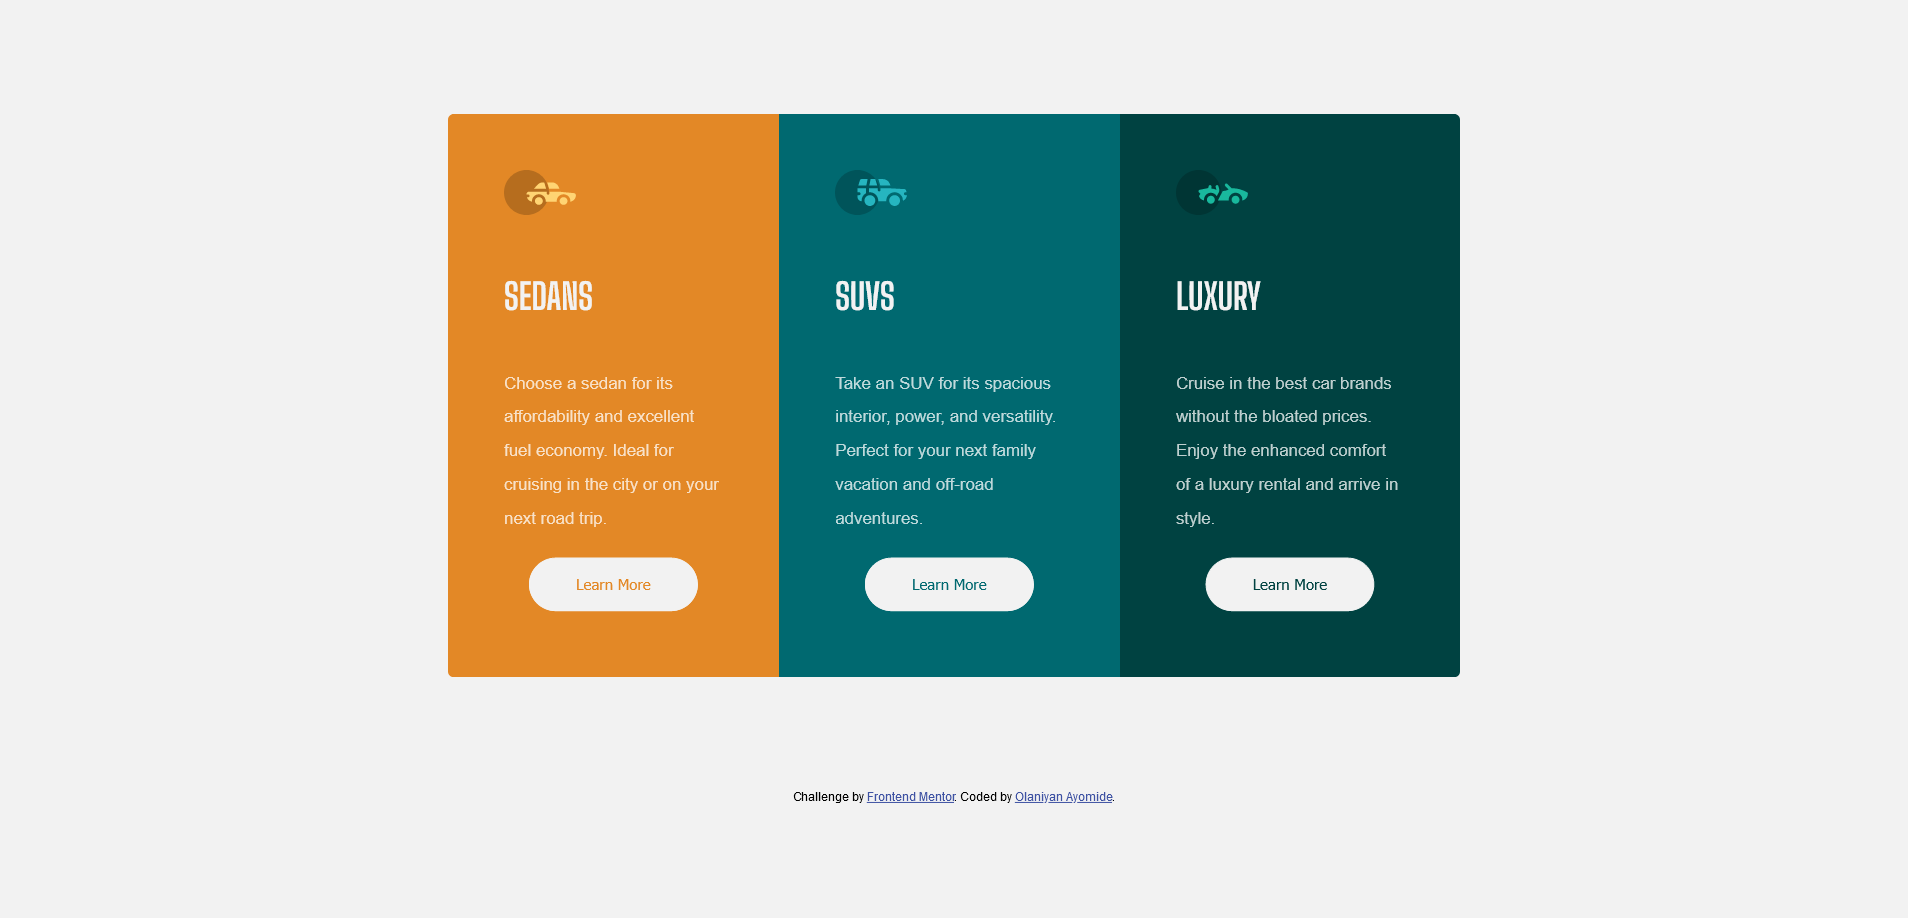 SEDANS
Choose a sedan for its
affordability and excellent
fuel economy. Ideal for
cruising in the city or on your
next road trip.
Learn More
SUVS
Take an SUV for its spacious
interior, power, and versatility.
Perfect for your next family
vacation and off-road
adventures.
Learn More
LUXURY
Cruise in the best car brands
without the bloated prices.
Enjoy the enhanced comfort
of a luxury rental and arrive in
style.
Learn More
Challenge by Frontend Mentor. Coded by Olaniyan Ayomide.